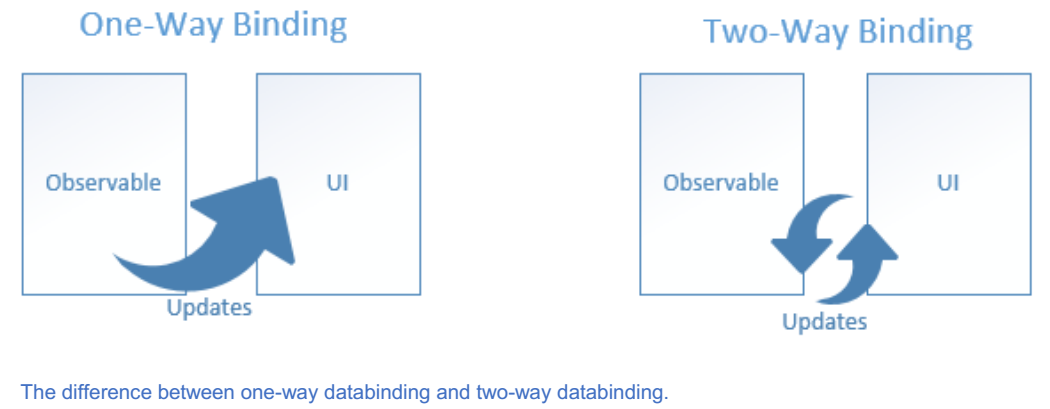 One-Way Binding
Observable
UI
Updates
Two-Way Binding
Observable
UI
Updates
The difference between one-way databinding and two-way databinding.